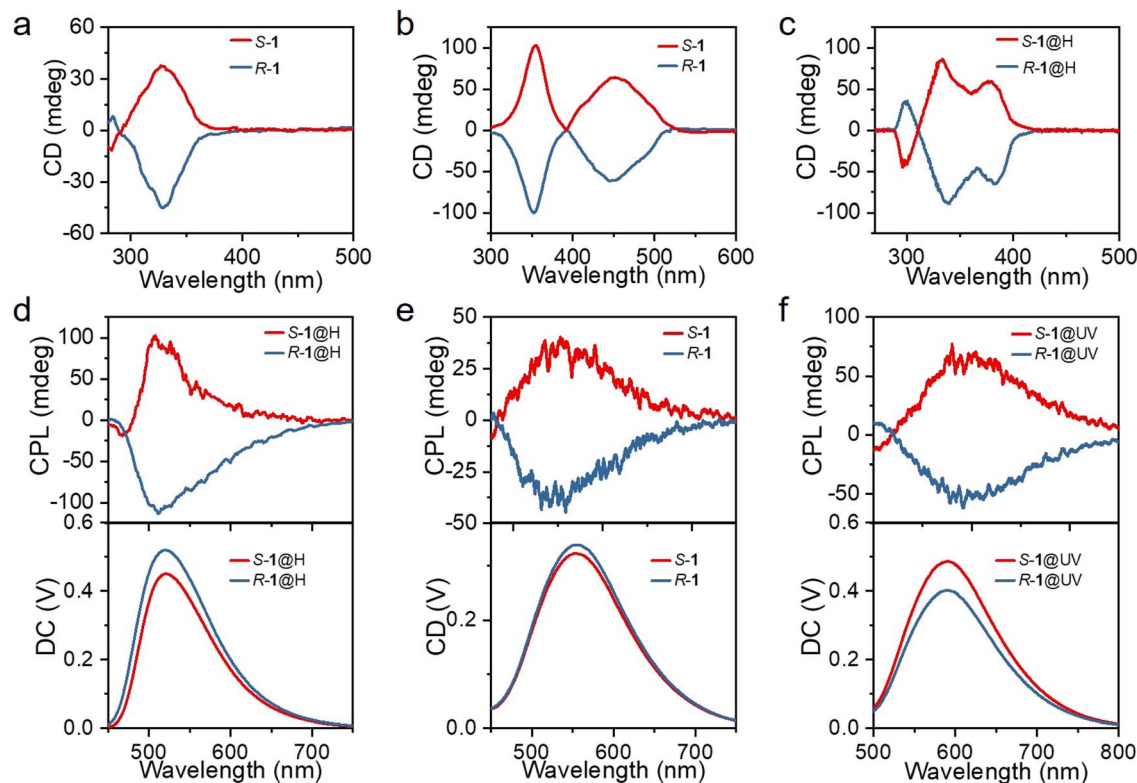 a
S-1
R-1
CD (mdeg)
60
30
0
-30
-60
300 400 500
Wavelength (nm)
b
S-1
R-1
CD (mdeg)
100
50
0
-50
-100
300 400 500 600
Wavelength (nm)
c
S-1@H
R-1@H
CD (mdeg)
100
50
0
-50
-100
300 400 500
Wavelength (nm)
d
S-1@H
R-1@H
CPL (mdeg)
100
50
0
-50
-100
S-1@H
R-1@H
DC (V)
0.6
0.4
0.2
0.0
500 600 700
Wavelength (nm)
e
S-1
R-1
CPL (mdeg)
50
25
0
-25
-50
S-1
R-1
CD (V)
0.2
0.0
500 600 700
Wavelength (nm)
f
S-1@UV
R-1@UV
CPL (mdeg)
100
50
0
-50
S-1@UV
R-1@UV
DC (V)
0.6
0.4
0.2
0.0
500 600 700 800
Wavelength (nm)